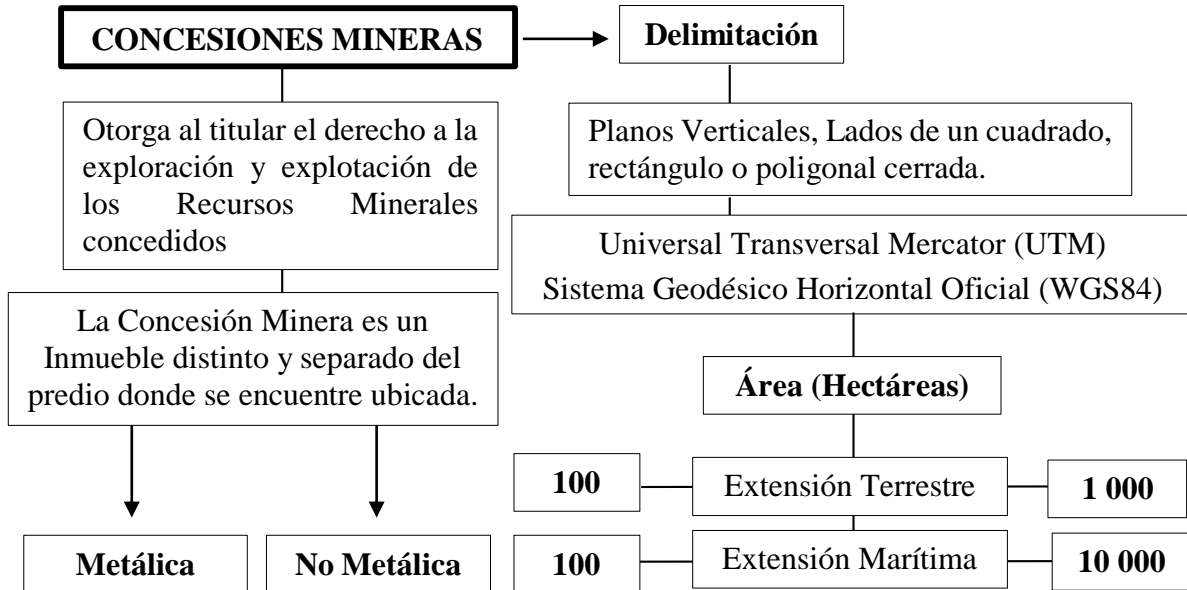 CONCESIONES MINERAS
Delimitación
Otorga al titular el derecho a la
exploración y explotación de
los Recursos Minerales
concedidos
Planos Verticales, Lados de un cuadrado,
rectángulo o poligonal cerrada.
Universal Transversal Mercator (UTM)
Sistema Geodésico Horizontal Oficial (WGS84)
La Concesión Minera es un
Inmueble distinto y separado del
predio donde se encuentre ubicada.
Área (Hectáreas)
100
Extensión Terrestre
1 000
Metálica
No Metálica
100
Extensión Marítima
10 000